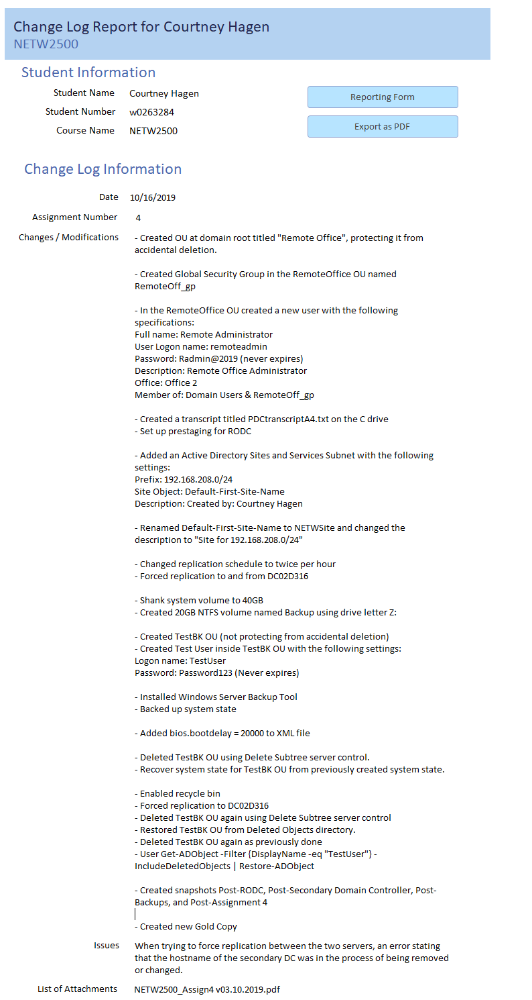 Change Log Report for Courtney Hagen
NETW2500
Student Information
Student Name Courtney Hagen
Reporting Form
Student Number w0263284
Export as PDF
Course Name NETW2500
Change Log Information
Date 10/16/2019
Assignment Number 4
Changes / Modifications - Created OU at domain root titled "Remote Office", protecting it from
accidental deletion.
- Created Global Security Group in the RemoteOffice OU named
RemoteOff_gp
- In the RemoteOffice OU created a new user with the following
specifications:
Full name: Remote Administrator
User Logon name: remoteadmin
Password: Radmin@2019 (never expires)
Description: Remote Office Administrator
Office: Office 2
Member of: Domain Users & RemoteOff_gp
- Created a transcript titled PDCtranscriptA4.txt on the C drive
- Set up prestaging for RODC
- Added an Active Directory Sites and Services Subnet with the following
settings:
Prefix: 192.168.208.0/24
Site Object: Default-First-Site-Name
Description: Created by: Courtney Hagen
- Renamed Default-First-Site-Name to NETWSite and changed the
description to "Site for 192.168.208.0/24"
- Changed replication schedule to twice per hour
- Forced replication to and from DC02D316
- Shank system volume to 40GB
- Created 20GB NTFS volume named Backup using drive letter Z:
- Created TestBK OU (not protecting from accidental deletion)
- Created Test User inside TestBK OU with the following settings:
Logon name: TestUser
Password: Password123 (Never expires)
- Installed Windows Server Backup Tool
- Backed up system state
- Added bios.bootdelay = 20000 to XML file
- Deleted TestBK OU using Delete Subtree server control.
- Recover system state for TestBK OU from previously created system state.
- Enabled recycle bin
- Forced replication to DC02D316
- Deleted TestBK OU again using Delete Subtree server control
- Restored TestBK OU from Deleted Objects directory.
- Deleted TestBK OU again as previously done
- User Get-ADObject -Filter {DisplayName -eq "TestUser"} -
IncludeDeletedObjects | Restore-ADObject
- Created snapshots Post-RODC, Post-Secondary Domain Controller, Post-
Backups, and Post-Assignment 4
- Created new Gold Copy
Issues When trying to force replication between the two servers, an error stating
that the hostname of the secondary DC was in the process of being removed
or changed.
List of Attachments NETW2500_Assign4 v03.10.2019.pdf